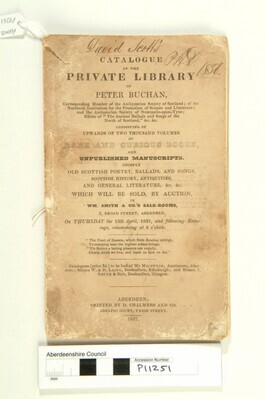 David Scott's
1836.
CATALOGUE
OF THE
PRIVATE LIBRARY
OF
PETER BUCHAN,
Corresponding Member of the Antiquarian Society of Scotland; of the
Northern Institution for the Promotion of Science and Literature;
and the Antiquarian Society of Newcastle-upon-Tyne;
Editor of "The Ancient Ballads and Songs of the
North of Scotland," &c. &c.
CONSISTING OF
UPWARDS OF TWO THOUSAND VOLUMES
OF
RARE AND CURIOUS BOOKS,
AND
UNPUBLISHED MANUSCRIPTS,
CHIEFLY
OLD SCOTTISH POETRY, BALLADS, AND SONGS,
SCOTTISH HISTORY, ANTIQUITIES,
AND GENERAL LITERATURE, &c. &c.
WHICH WILL BE SOLD, BY AUCTION,
IN
WM. SMITH & CO.'S SALE-ROOMS,
BROAD STREET, ABERDEEN,
On THURSDAY the 13th April, 1837, and following Evenings, commencing at 6 o'clock.
ABERDEEN:
PRINTED BY D. CHALMERS AND CO.
ADELPHI COURT, UNION STREET.
1837.
Aberdeenshire Council
Accession Number
P11251